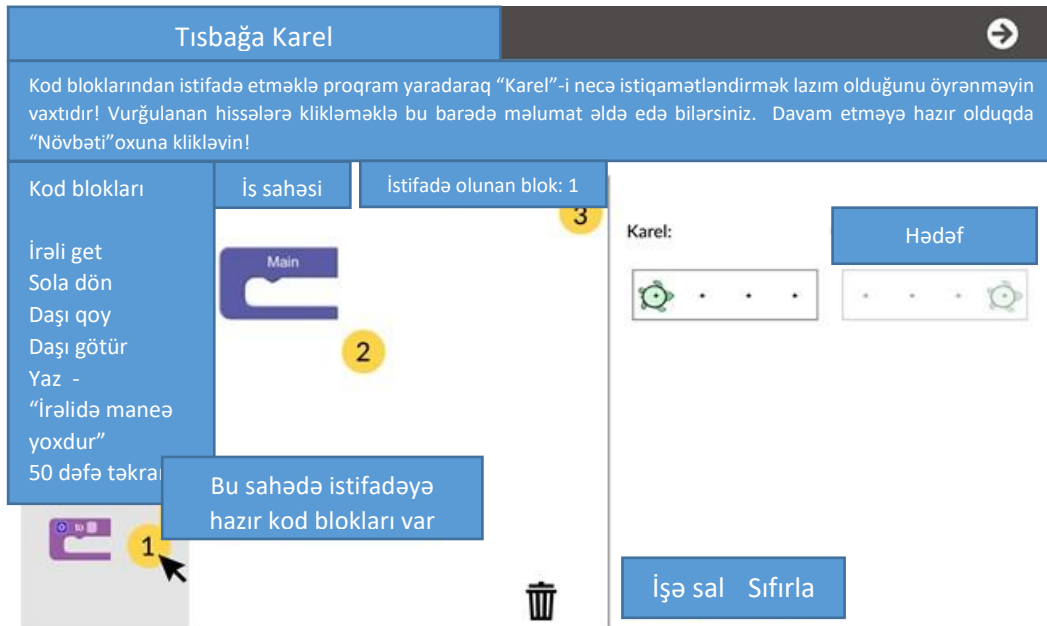 Tısbağa Karel
Kod bloklarından istifadə etməklə proqram yaradaraq “Karel”-i necə istiqamətləndirmək lazım olduğunu öyrənməyin
vaxtıdır! Vurğulanan hissələrə klikləməklə bu barədə məlumat əldə edə bilərsiniz. Davam etməyə hazır olduqda
“Növbəti”oxuna klikləyin!
Kod blokları
İrəli get
Sola dön
Daşı qoy
Daşı götür
Yaz -
“İrəlidə maneə
yoxdur”
50 dəfə təkrar
to
1
Bu sahədə istifadəyə
hazır kod blokları var
İs sahəsi
İstifadə olunan blok: 1
3
Main
2
Karel:
Hədəf
İşə sal Sıfırla